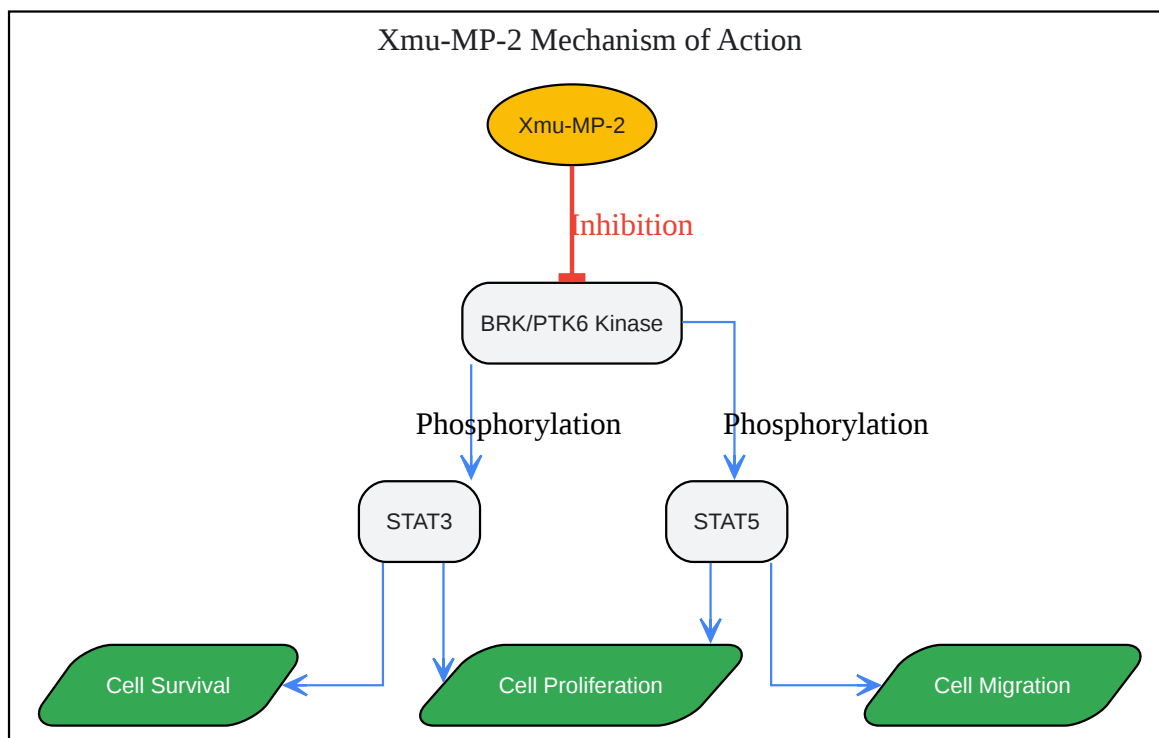 Xmu-MP-2 Mechanism of Action
Xmu-MP-2
Inhibition
BRK/PTK6 Kinase
Phosphorylation
Phosphorylation
STAT3
STAT5
Cell Survival
Cell Proliferation
Cell Migration